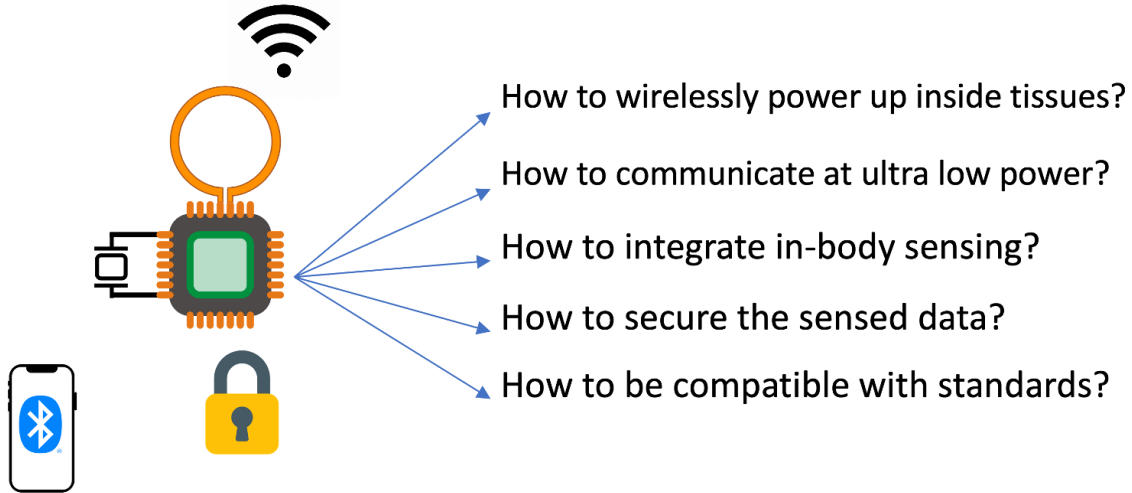 How to wirelessly power up inside tissues?
How to communicate at ultra low power?
How to integrate in-body sensing?
How to secure the sensed data?
How to be compatible with standards?